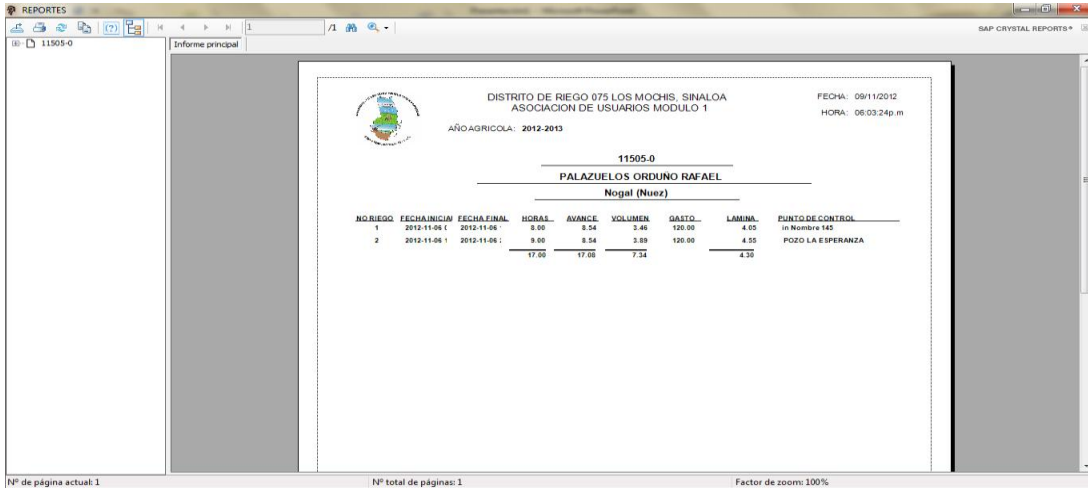 REPORTES
1 /1
SAP CRYSTAL REPORTS®
11505-0
Informe principal
DISTRITO DE RIEGO 075 LOS MOCHIS, SINALOA
ASOCIACION DE USUARIOS MODULO 1
FECHA: 09/11/2012
HORA: 06:03:24p.m
AÑO AGRICOLA: 2012-2013
11505-0
PALAZUELOS ORDUÑO RAFAEL
Nogal (Nuez)
NO RIEGO FECHA INICIAL FECHA FINAL HORAS AVANCE VOLUMEN GASTO LAMINA PUNTO DE CONTROL
1 2012-11-06 2012-11-06 8.00 8.54 3.46 120.00 4.05 in Nombre 145
2 2012-11-06 1 2012-11-06 9.00 8.54 3.89 120.00 4.55 POZO LA ESPERANZA
17.00 17.08 7.34 4.30
Nº de página actual: 1 Nº total de páginas: 1 Factor de zoom: 100%